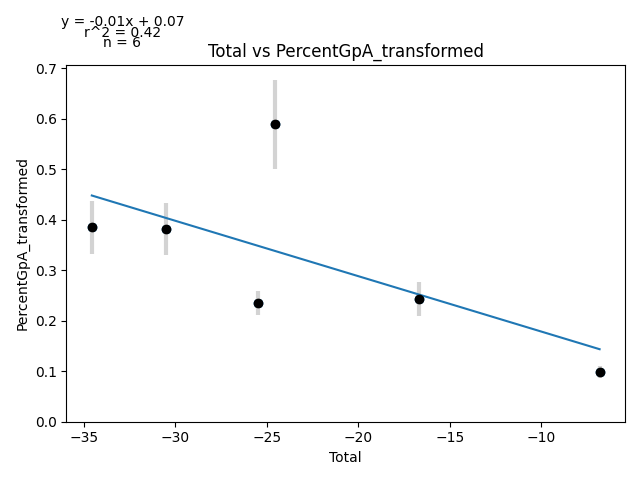 y = -0.01x + 0.07
r^2 = 0.42
n = 6
Total vs PercentGpA_transformed
PercentGpA_transformed
0.7
0.6
0.5
0.4
0.3
0.2
0.1
0.0
−35 −30 −25 −20 −15 −10
Total